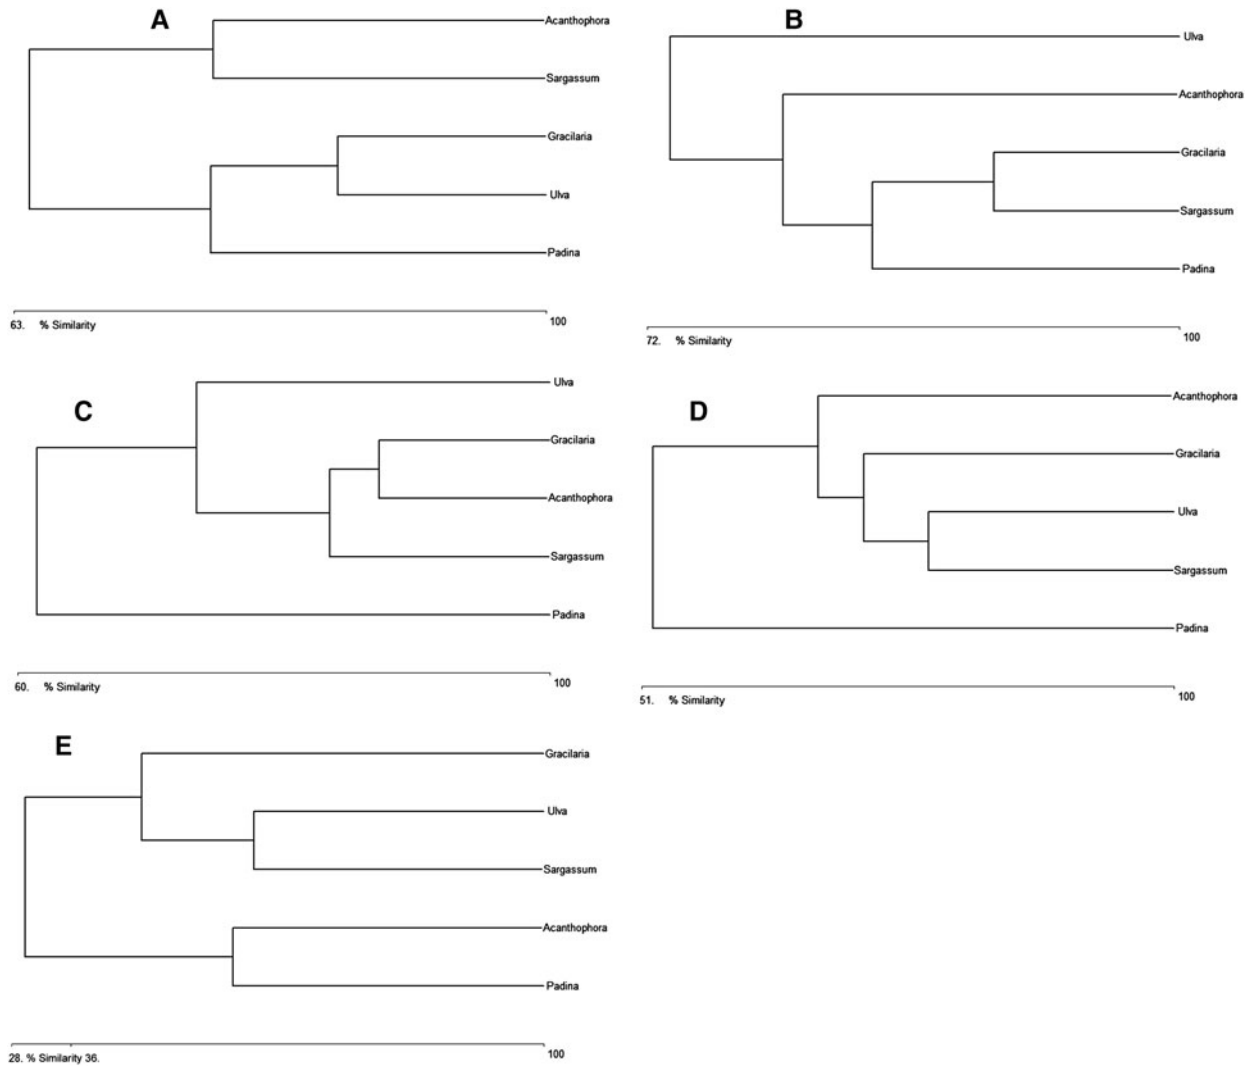 A
Acanthophora
Sargassum
Gracilaria
Ulva
Padina
63. % Similarity 100
B
Ulva
Acanthophora
Gracilaria
Sargassum
Padina
72. % Similarity 100
C
Ulva
Gracilaria
Acanthophora
Sargassum
Padina
60. % Similarity 100
D
Acanthophora
Gracilaria
Ulva
Sargassum
Padina
51. % Similarity 100
E
Gracilaria
Ulva
Sargassum
Acanthophora
Padina
28. % Similarity 36. 100